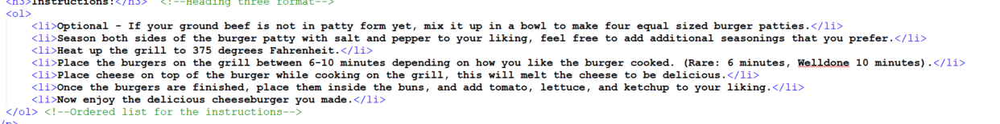 <h3>Instructions:</h3> <!--Heading three format-->
<ol>
<li>Optional - If your ground beef is not in patty form yet, mix it up in a bowl to make four equal sized burger patties.</li>
<li>Season both sides of the burger patty with salt and pepper to your liking, feel free to add additional seasonings that you prefer.</li>
<li>Heat up the grill to 375 degrees Fahrenheit.</li>
<li>Place the burgers on the grill between 6-10 minutes depending on how you like the burger cooked. (Rare: 6 minutes, Welldone 10 minutes).</li>
<li>Place cheese on top of the burger while cooking on the grill, this will melt the cheese to be delicious.</li>
<li>Once the burgers are finished, place them inside the buns, and add tomato, lettuce, and ketchup to your liking.</li>
<li>Now enjoy the delicious cheeseburger you made.</li>
</ol> <!--Ordered list for the instructions-->
/p>